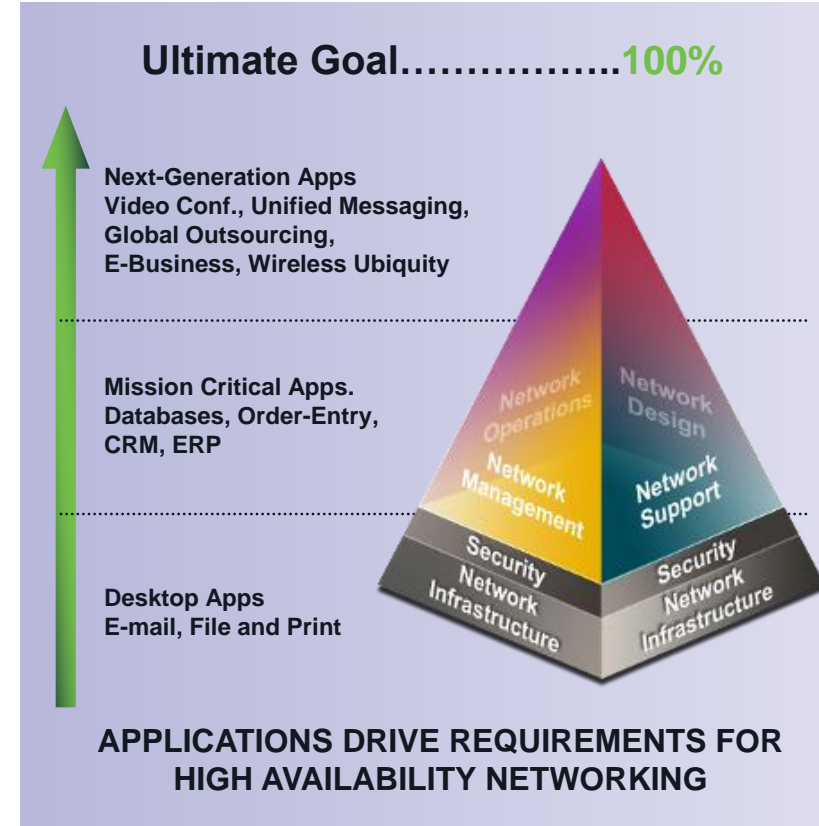 Ultimate Goal……………..100%
Next-Generation Apps
Video Conf., Unified Messaging,
Global Outsourcing,
E-Business, Wireless Ubiquity
Mission Critical Apps.
Databases, Order-Entry,
CRM, ERP
Desktop Apps
E-mail, File and Print
Network
Operations
Network
Management
Security
Network
Infrastructure
Network
Design
Network
Support
Security
Network
Infrastructure
APPLICATIONS DRIVE REQUIREMENTS FOR
HIGH AVAILABILITY NETWORKING